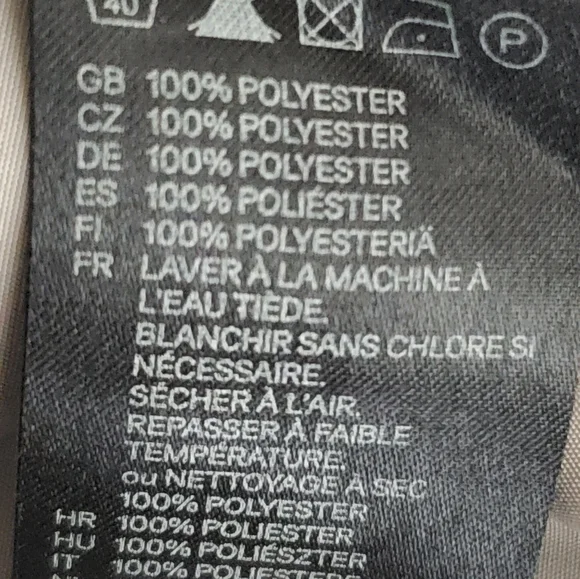 40
P
GB 100% POLYESTER
CZ 100% POLYESTER
DE 100% POLYESTER
ES 100% POLIÉSTER
FI 100% POLYESTERIÄ
FR LAVER À LA MACHINE À
L'EAU TIÈDE.
BLANCHIR SANS CHLORE SI
NÉCESSAIRE.
SÉCHER À L'AIR.
REPASSER À FAIBLE
TEMPÉRATURE.
ou NETTOYAGE A SEC
100% POLYESTER
HR 100% POLIESTER
HU 100% POLIÉSZTER
IT 100%